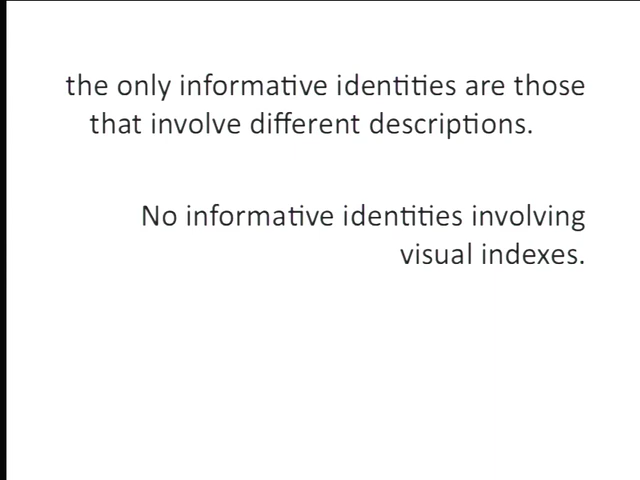 the only informative identities are those
that involve different descriptions.
No informative identities involving
visual indexes.